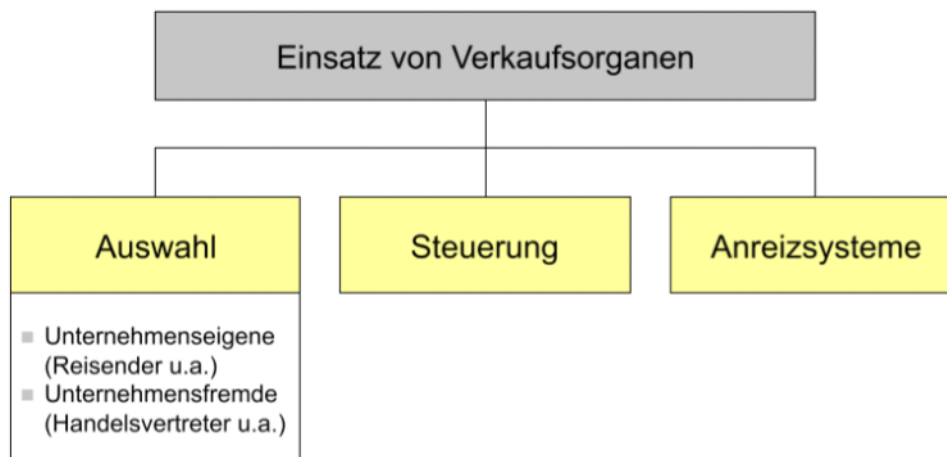 Einsatz von Verkaufsorganen
Auswahl
Steuerung
Anreizsysteme
Unternehmenseigene
(Reisender u.a.)
Unternehmensfremde
(Handelsvertreter u.a.)